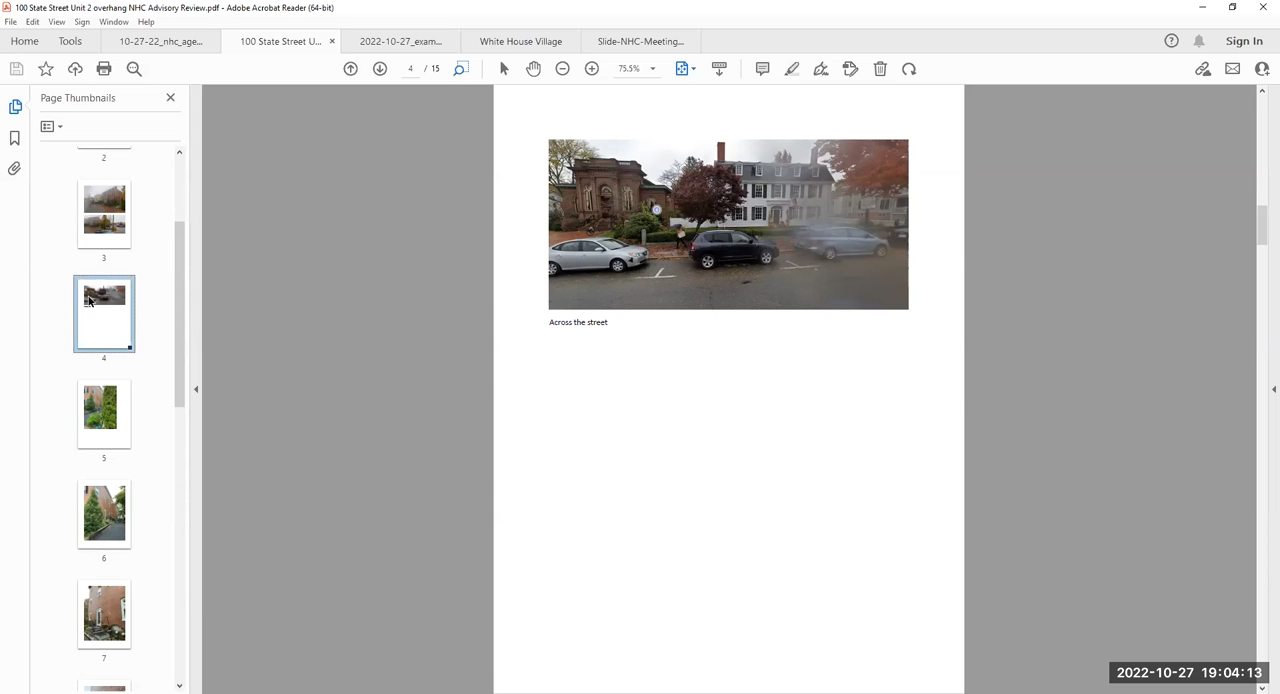 100 State Street Unit 2 overhang NHC Advisory Review.pdf - Adobe Acrobat Reader (64-bit)
File Edit View Sign Window Help
Home Tools 10-27-22_nhc_age... 100 State Street U... 2022-10-27_exam... White House Village Slide-NHC-Meeting... Sign In
4 / 15 75.5%
Page Thumbnails
2
3
4
5
6
7
Across the street
2022-10-27 19:04:13